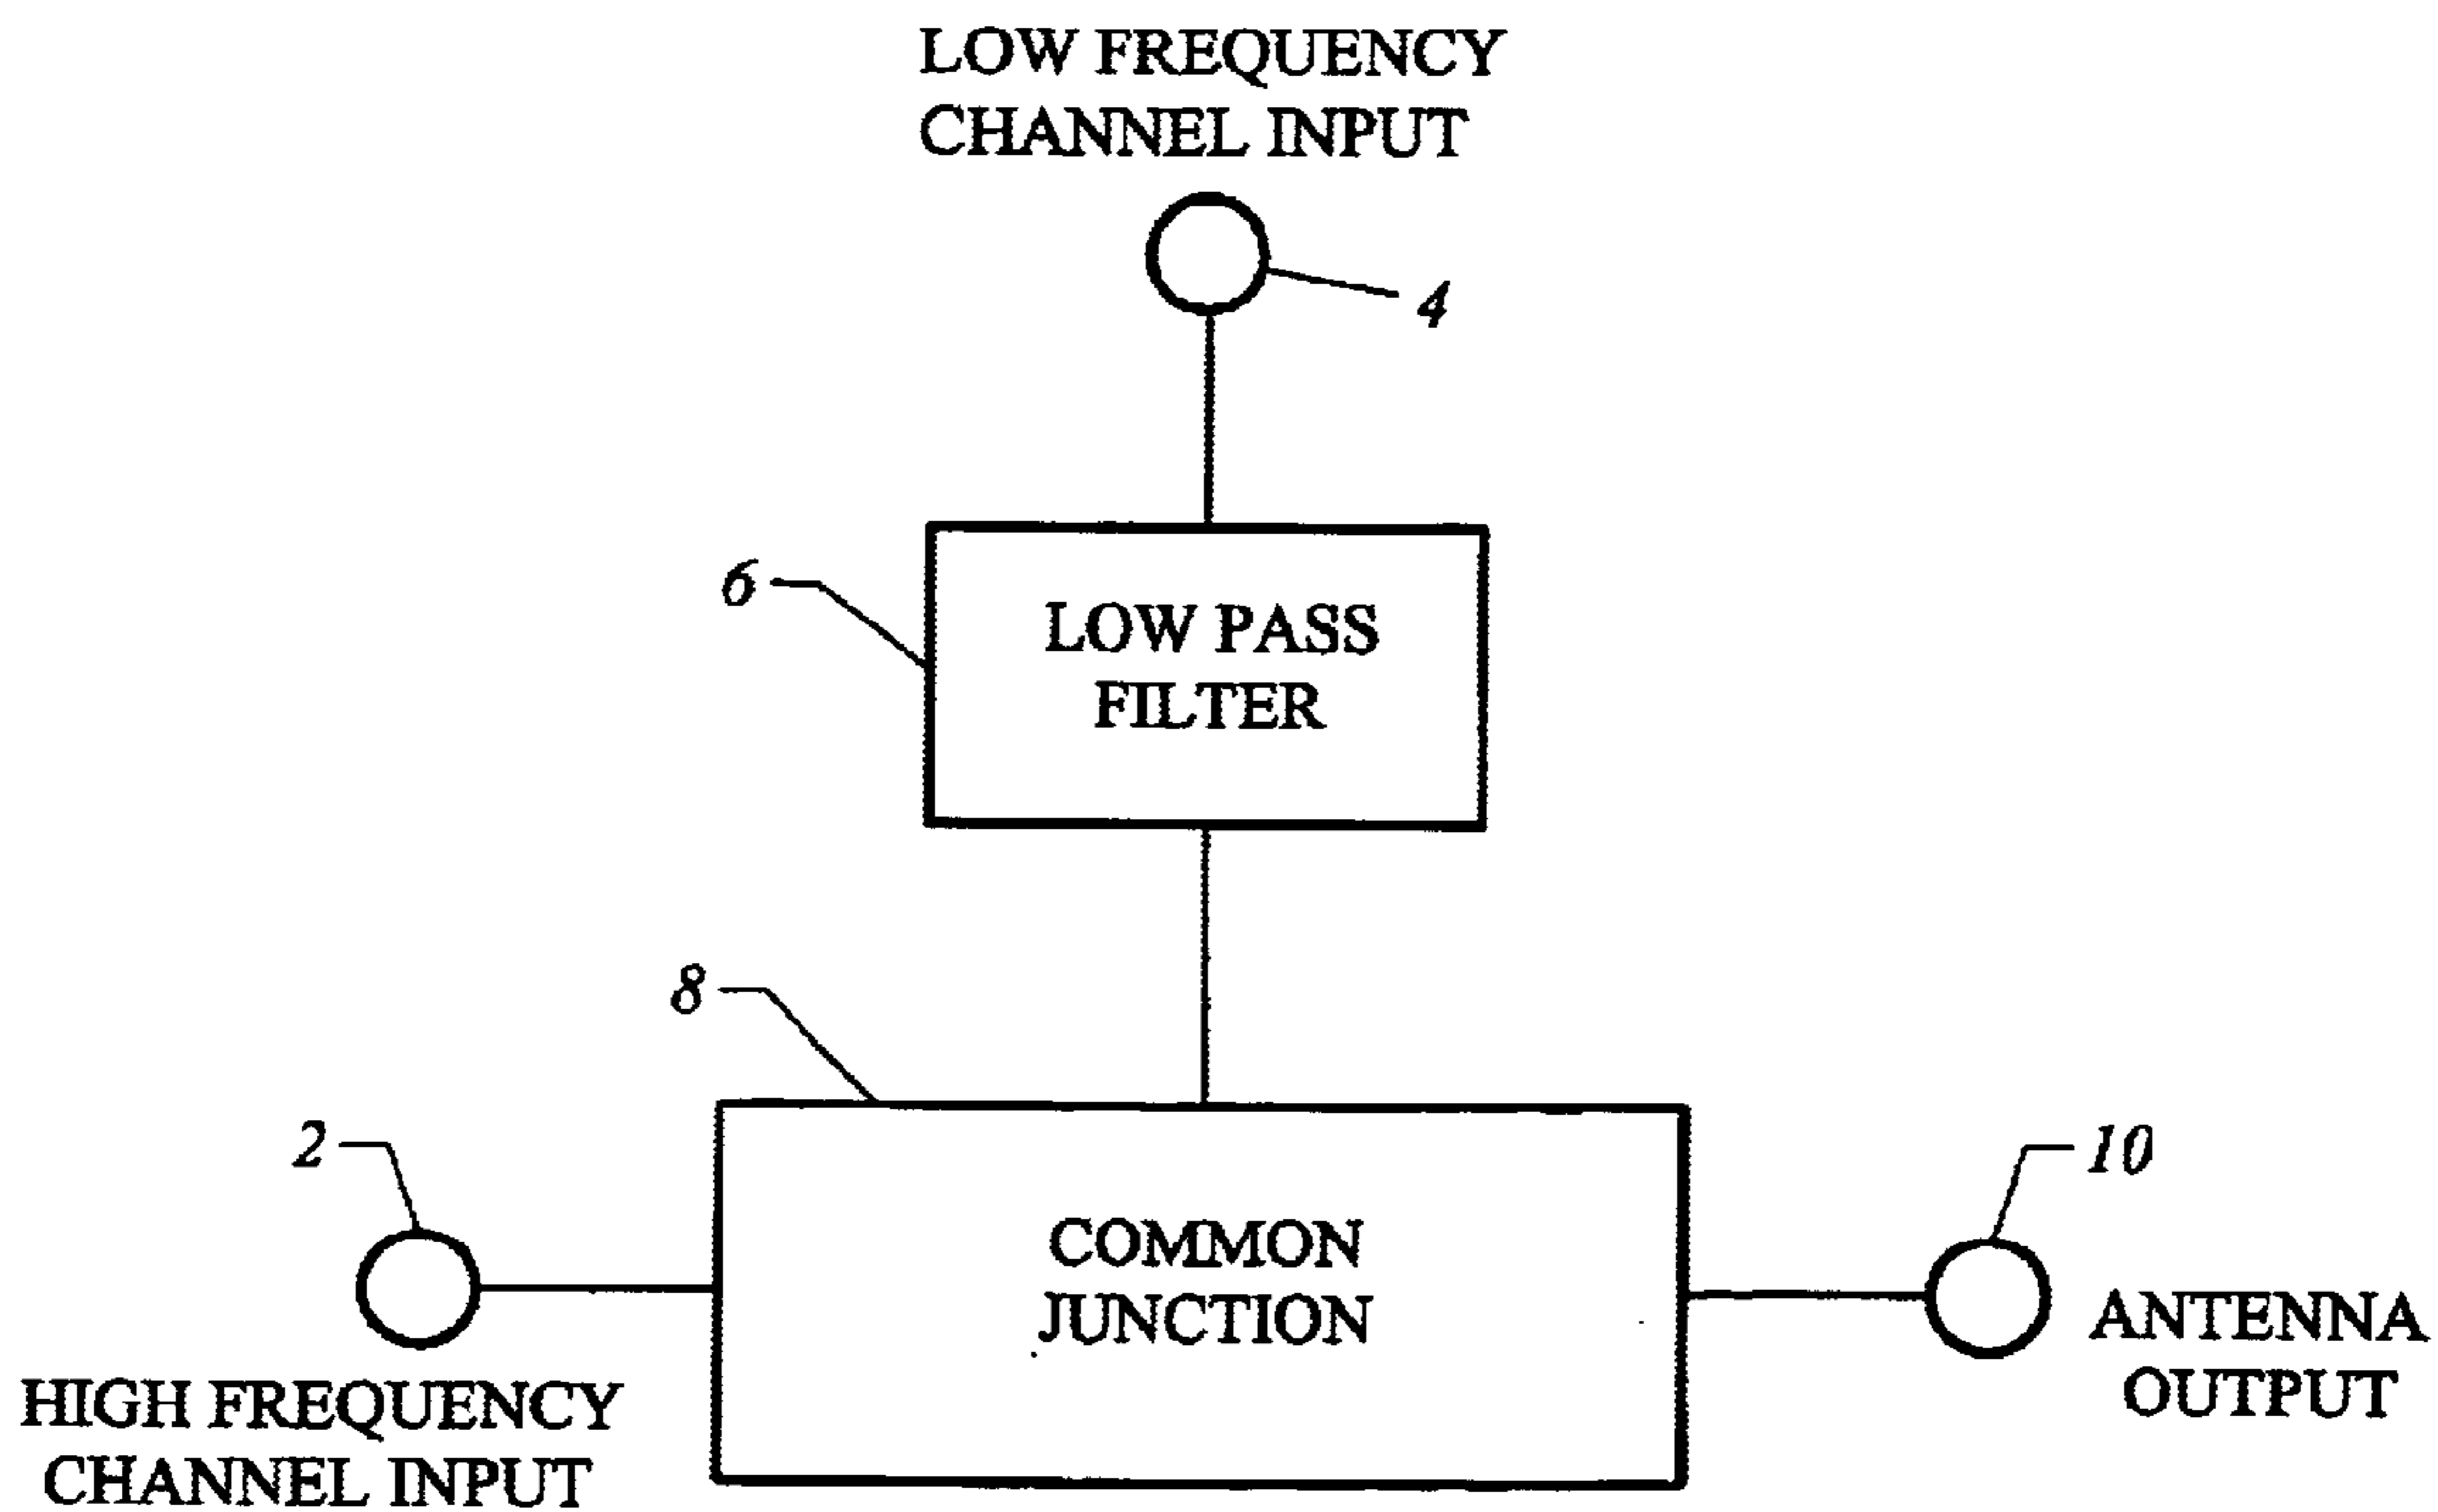 LOW FREQUENCY
CHANNEL INPUT
4
6
LOW PASS
FILTER
8
2
10
COMMON
JUNCTION
ANTENNA
OUTPUT
HIGH FREQUENCY
CHANNEL INPUT